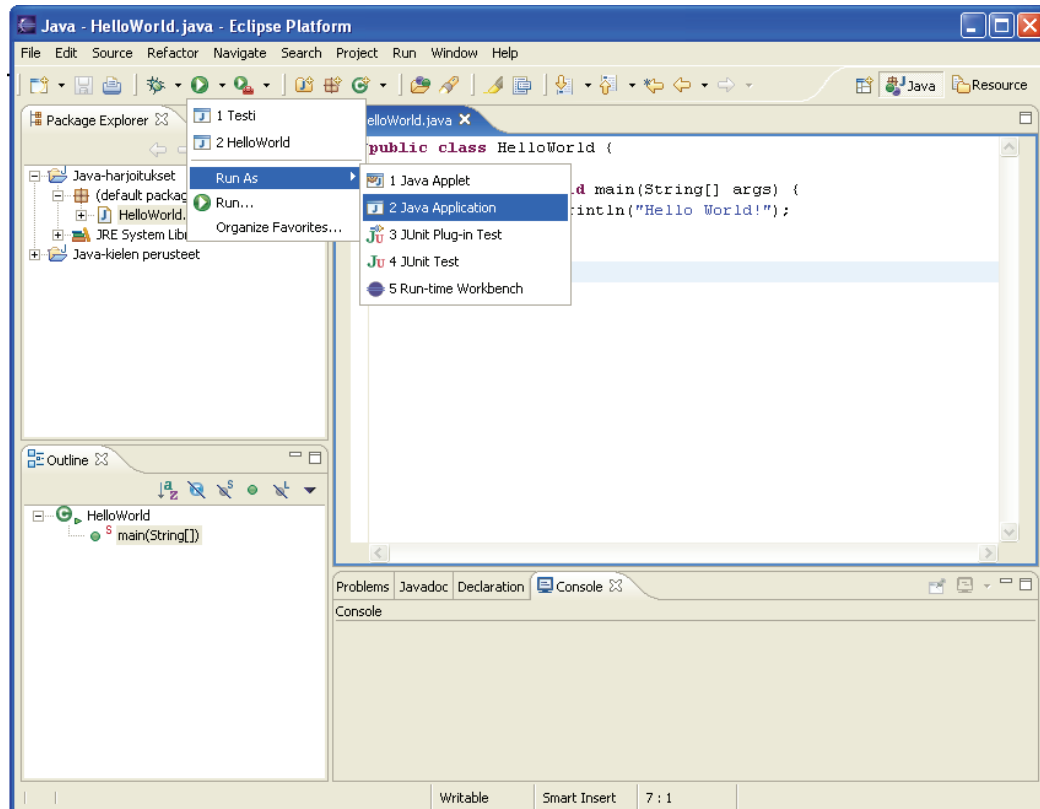 Java - HelloWorld.java - Eclipse Platform
File Edit Source Refactor Navigate Search Project Run Window Help
Java Resource
Package Explorer
Java-harjoitukset
(default packag
HelloWorld.
JRE System Lib
Java-kielen perusteet
1 Testi
2 HelloWorld
Run As
Run...
Organize Favorites...
1 Java Applet
2 Java Application
3 JUnit Plug-in Test
4 JUnit Test
5 Run-time Workbench
elloWorld.java
public class HelloWorld {
d main(String[] args) {
intln("Hello World!");
Outline
HelloWorld
main(String[])
Problems Javadoc Declaration Console
Console
Writable Smart Insert 7 : 1